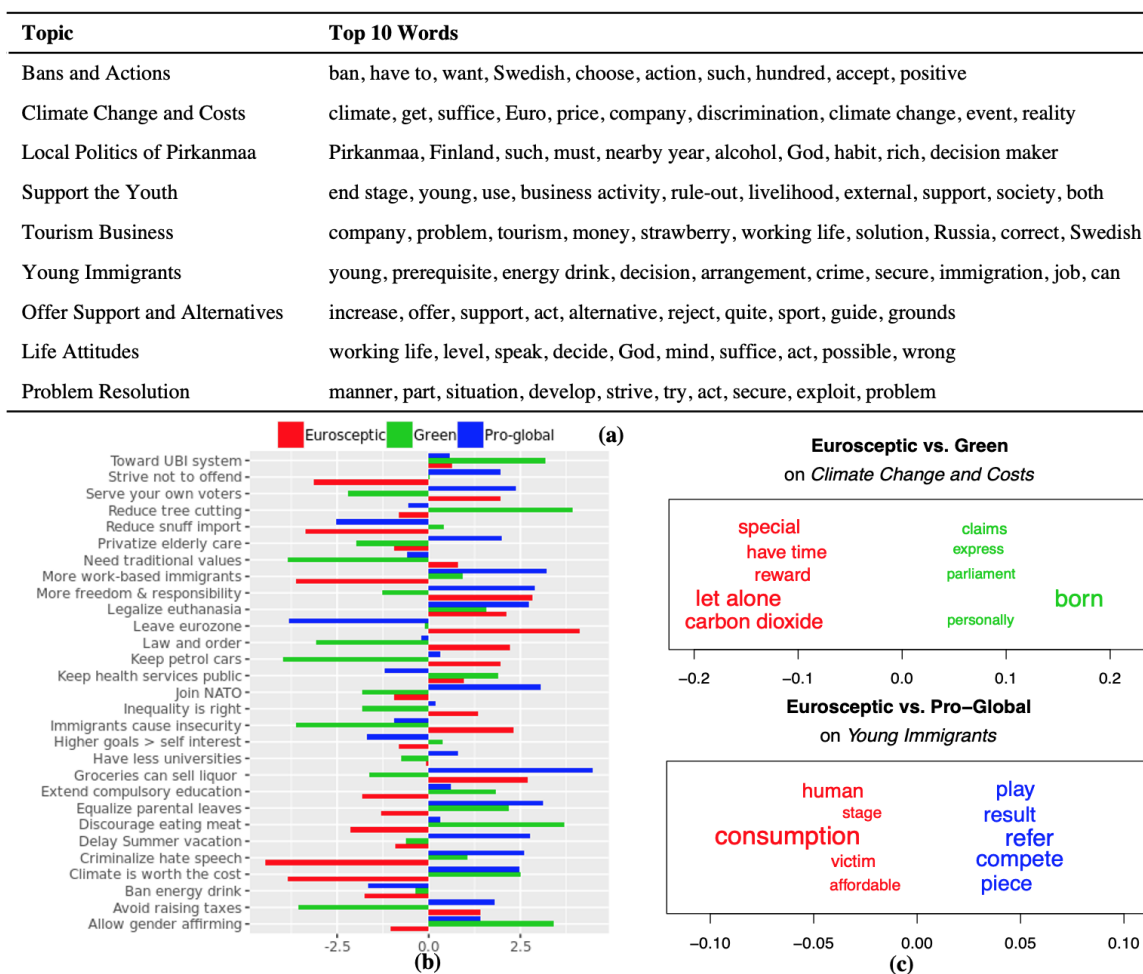 Topic Top 10 Words
Bans and Actions ban, have to, want, Swedish, choose, action, such, hundred, accept, positive
Climate Change and Costs climate, get, suffice, Euro, price, company, discrimination, climate change, event, reality
Local Politics of Pirkanmaa Pirkanmaa, Finland, such, must, nearby year, alcohol, God, habit, rich, decision maker
Support the Youth end stage, young, use, business activity, rule-out, livelihood, external, support, society, both
Tourism Business company, problem, tourism, money, strawberry, working life, solution, Russia, correct, Swedish
Young Immigrants young, prerequisite, energy drink, decision, arrangement, crime, secure, immigration, job, can
Offer Support and Alternatives increase, offer, support, act, alternative, reject, quite, sport, guide, grounds
Life Attitudes working life, level, speak, decide, God, mind, suffice, act, possible, wrong
Problem Resolution manner, part, situation, develop, strive, try, act, secure, exploit, problem
(a)
Eurosceptic Green Pro-global
Toward UBI system
Strive not to offend
Serve your own voters
Reduce tree cutting
Reduce snuff import
Privatize elderly care
Need traditional values
More work-based immigrants
More freedom & responsibility
Legalize euthanasia
Leave eurozone
Law and order
Keep petrol cars
Keep health services public
Join NATO
Inequality is right
Immigrants cause insecurity
Higher goals > self interest
Have less universities
Groceries can sell liquor
Extend compulsory education
Equalize parental leaves
Discourage eating meat
Delay Summer vacation
Criminalize hate speech
Climate is worth the cost
Ban energy drink
Avoid raising taxes
Allow gender affirming
-2.5 0.0 2.5
(b)
Eurosceptic vs. Green
on Climate Change and Costs
special claims
have time express
reward parliament
let alone born
carbon dioxide personally
−0.2 −0.1 0.0 0.1 0.2
Eurosceptic vs. Pro−Global
on Young Immigrants
human play
stage result
consumption refer
victim compete
affordable piece
−0.10 −0.05 0.00 0.05 0.10
(c)